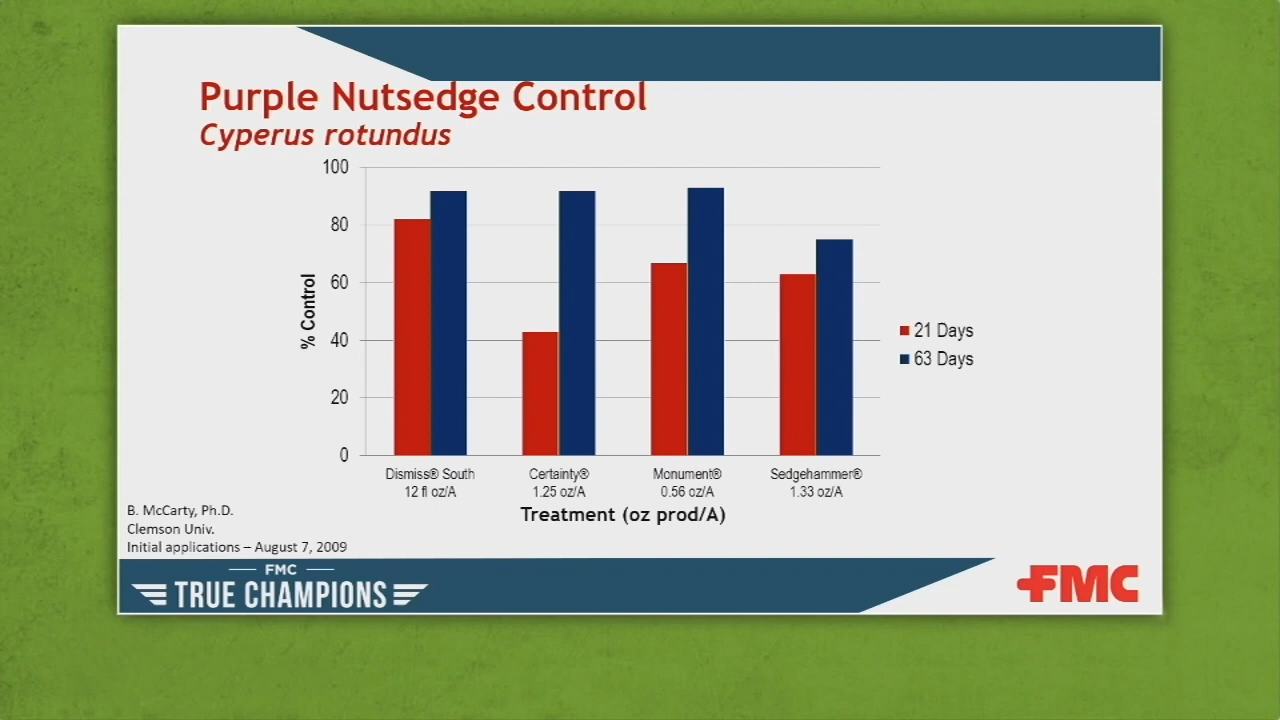 Purple Nutsedge Control
Cyperus rotundus
100
80
60
40
20
0
% Control
21 Days
63 Days
Dismiss® South
12 fl oz/A
Certainty®
1.25 oz/A
Monument®
0.56 oz/A
Sedgehammer®
1.33 oz/A
Treatment (oz prod/A)
B. McCarty, Ph.D.
Clemson Univ.
Initial applications – August 7, 2009
FMC
TRUE CHAMPIONS
FMC